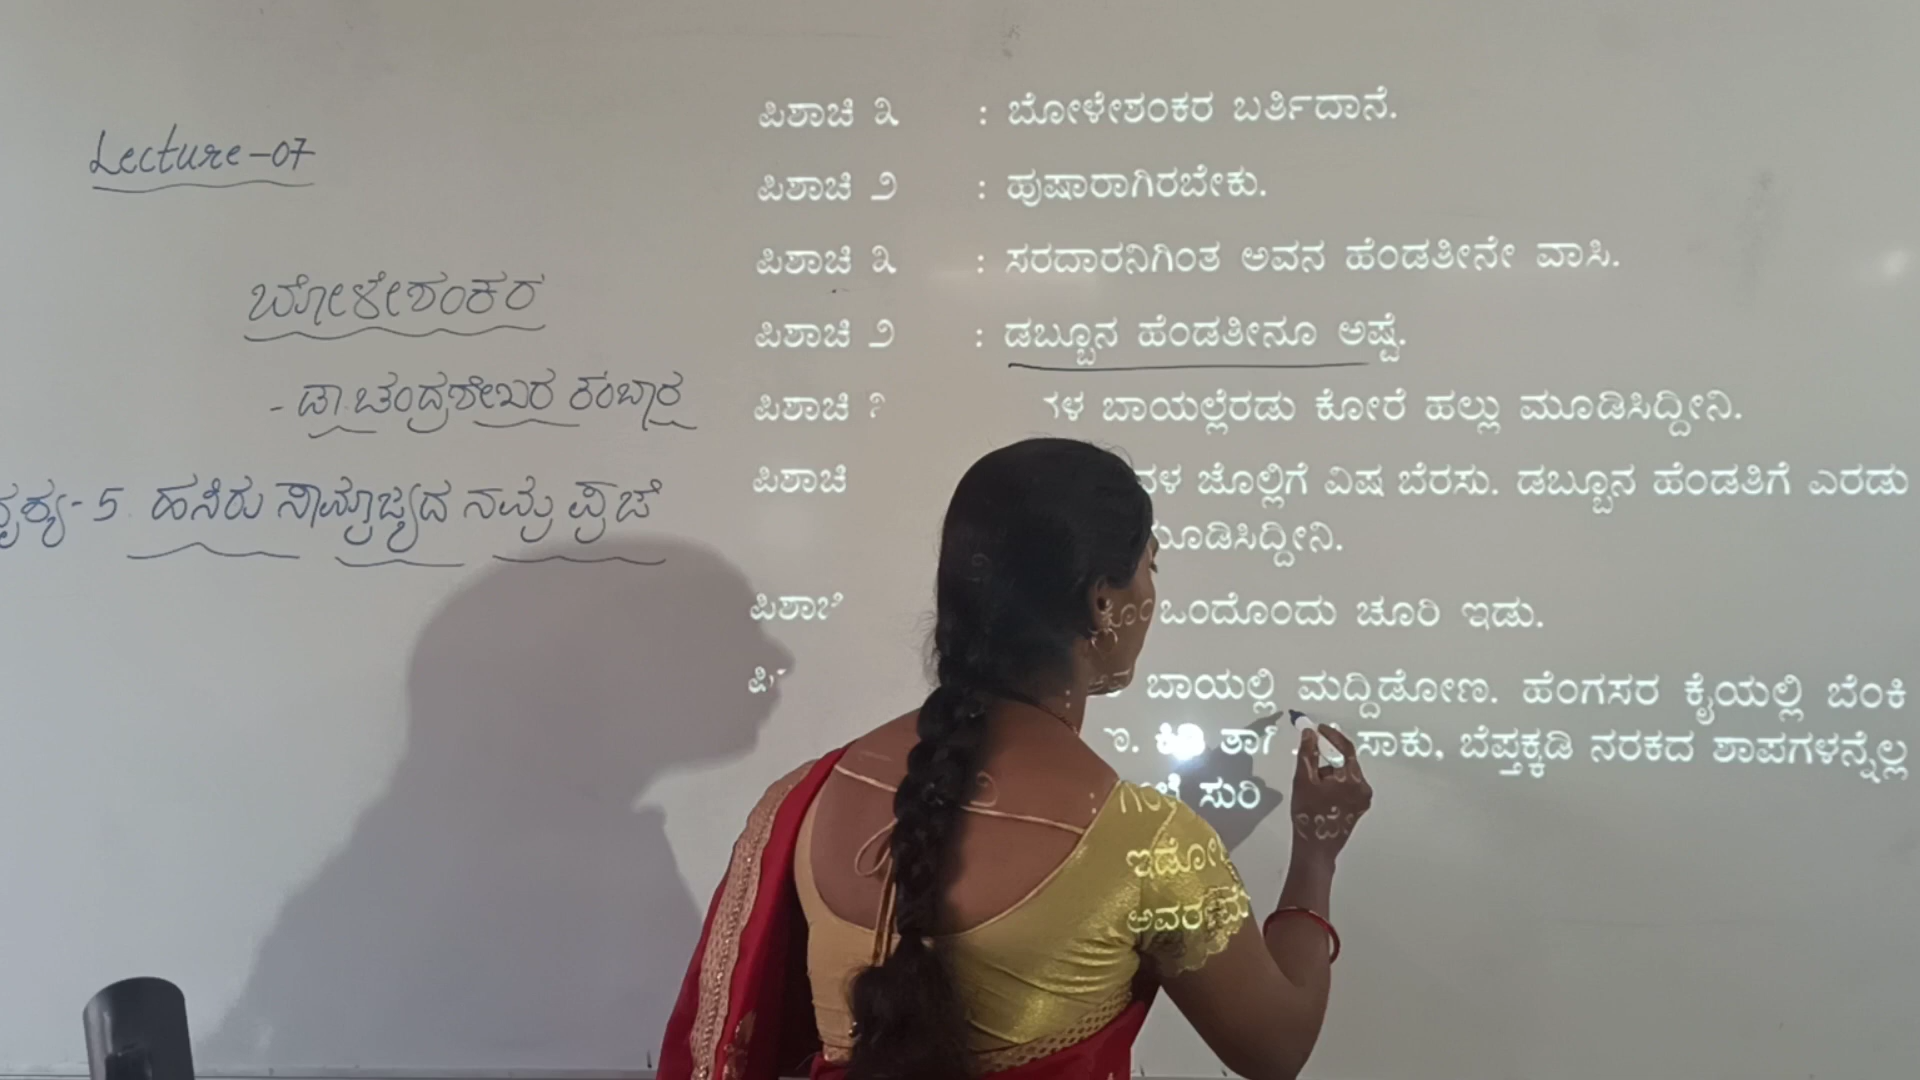 Lecture-07
ಬೋಳೇಶಂಕರ
- ಡಾ. ಚಂದ್ರಶೇಖರ ಕಂಬಾರ
ದೃಶ್ಯ-5 ಹಸಿರು ಸಾಮ್ರಾಜ್ಯದ ನಮ್ರ ಪ್ರಜೆ
ಪಿಶಾಚಿ ೩ : ಬೋಳೇಶಂಕರ ಬರ್ತಿದಾನೆ.
ಪಿಶಾಚಿ ೨ : ಹುಷಾರಾಗಿರಬೇಕು.
ಪಿಶಾಚಿ ೩ : ಸರದಾರನಿಗಿಂತ ಅವನ ಹೆಂಡತೀನೇ ವಾಸಿ.
ಪಿಶಾಚಿ ೨ : ಡಬ್ಬೂನ ಹೆಂಡತೀನೂ ಅಷ್ಟೆ.
ಪಿಶಾಚಿ ಬಾಯಲ್ಲೆರಡು ಕೋರೆ ಹಲ್ಲು ಮೂಡಿಸಿದ್ದೀನಿ.
ಪಿಶಾಚಿ ಜೊಲ್ಲಿಗೆ ವಿಷ ಬೆರಸು. ಡಬ್ಬೂನ ಹೆಂಡತಿಗೆ ಎರಡು
ಮೂಡಿಸಿದ್ದೀನಿ.
ಒಂದೊಂದು ಚೂರಿ ಇಡು.
ಬಾಯಲ್ಲಿ ಮದ್ದಿಡೋಣ. ಹೆಂಗಸರ ಕೈಯಲ್ಲಿ ಬೆಂಕಿ
ಸಾಕು, ಬೆಪ್ತಕ್ಕಡಿ ನರಕದ ಶಾಪಗಳನ್ನೆಲ್ಲ
ಸುರಿ